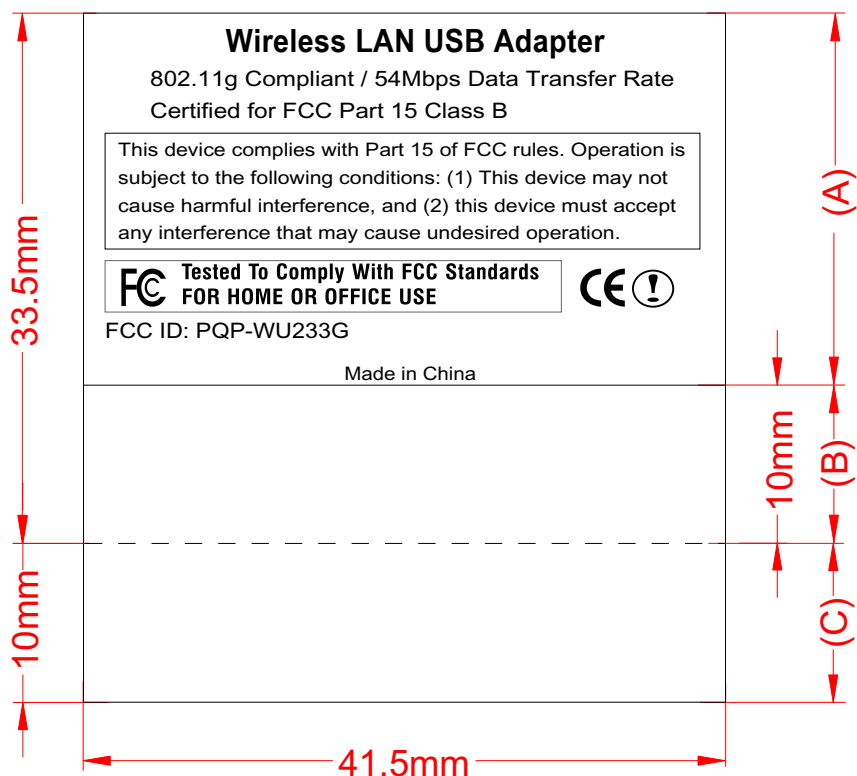 Wireless LAN USB Adapter
802.11g Compliant / 54Mbps Data Transfer Rate
Certified for FCC Part 15 Class B
This device complies with Part 15 of FCC rules. Operation is
subject to the following conditions: (1) This device may not
cause harmful interference, and (2) this device must accept
any interference that may cause undesired operation.
FC Tested To Comply With FCC Standards
FOR HOME OR OFFICE USE
CE !
FCC ID: PQP-WU233G
Made in China
33.5mm
10mm
(A)
10mm
(B)
(C)
41.5mm